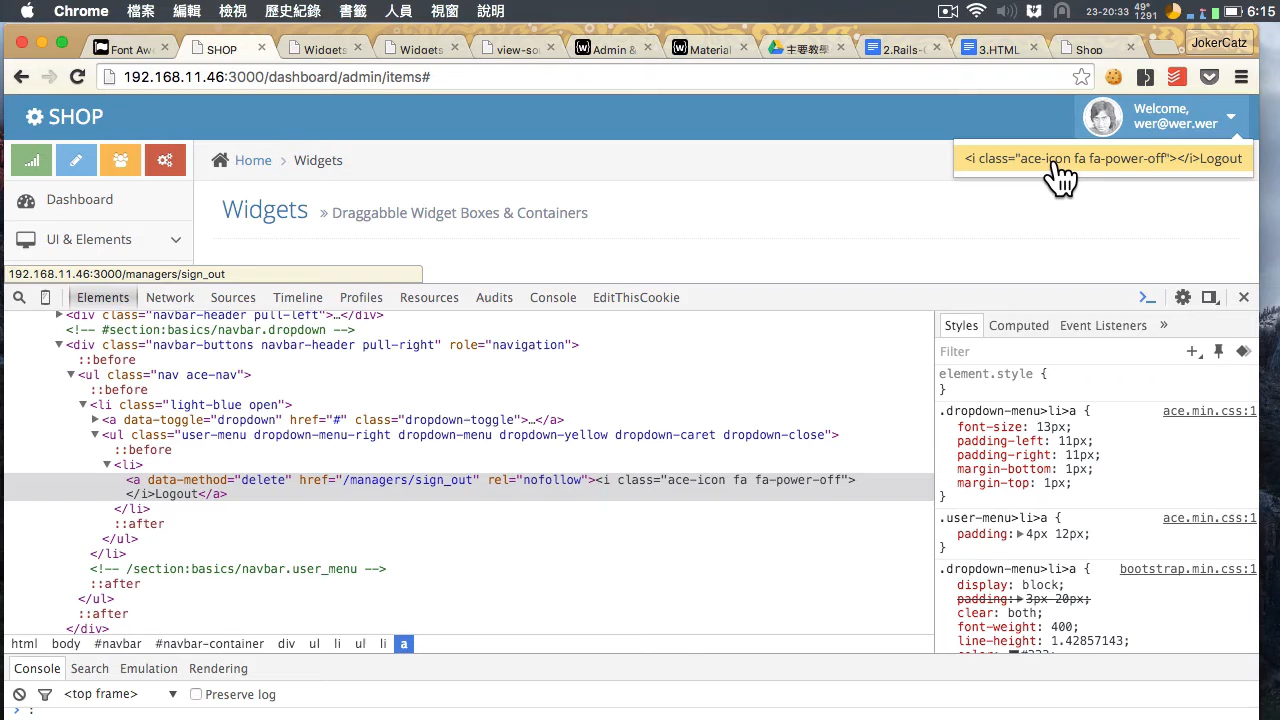 Chrome 檔案 編輯 檢視 歷史紀錄 書籤 人員 視窗 說明 23-20:33 49° 1291 6:15
Font Aw SHOP Widgets Widgets view-so Admin & Material 主要教學 2.Rails- 3.HTML Shop JokerCatz
192.168.11.46:3000/dashboard/admin/items#
SHOP
Welcome,
wer@wer.wer
Home > Widgets
<i class="ace-icon fa fa-power-off"></i>Logout
Dashboard
Widgets » Draggable Widget Boxes & Containers
UI & Elements
192.168.11.46:3000/managers/sign_out
Elements Network Sources Timeline Profiles Resources Audits Console EditThisCookie
<div class="navbar-header pull-left">…</div>
<!-- #section:basics/navbar.dropdown -->
<div class="navbar-buttons navbar-header pull-right" role="navigation">
::before
<ul class="nav ace-nav">
::before
<li class="light-blue open">
<a data-toggle="dropdown" href="#" class="dropdown-toggle">…</a>
<ul class="user-menu dropdown-menu-right dropdown-menu dropdown-yellow dropdown-caret dropdown-close">
::before
<li>
<a data-method="delete" href="/managers/sign_out" rel="nofollow"><i class="ace-icon fa fa-power-off">
</i>Logout</a>
</li>
::after
</ul>
</li>
<!-- /section:basics/navbar.user_menu -->
::after
</ul>
::after
</div>
Styles Computed Event Listeners »
Filter
element.style {
}
.dropdown-menu>li>a { ace.min.css:1
font-size: 13px;
padding-left: 11px;
padding-right: 11px;
margin-bottom: 1px;
margin-top: 1px;
}
.user-menu>li>a { ace.min.css:1
padding: 4px 12px;
}
.dropdown-menu>li>a { bootstrap.min.css:1
display: block;
padding: 3px 20px;
clear: both;
font-weight: 400;
line-height: 1.42857143;
html body #navbar #navbar-container div ul li ul li a
Console Search Emulation Rendering
<top frame> Preserve log